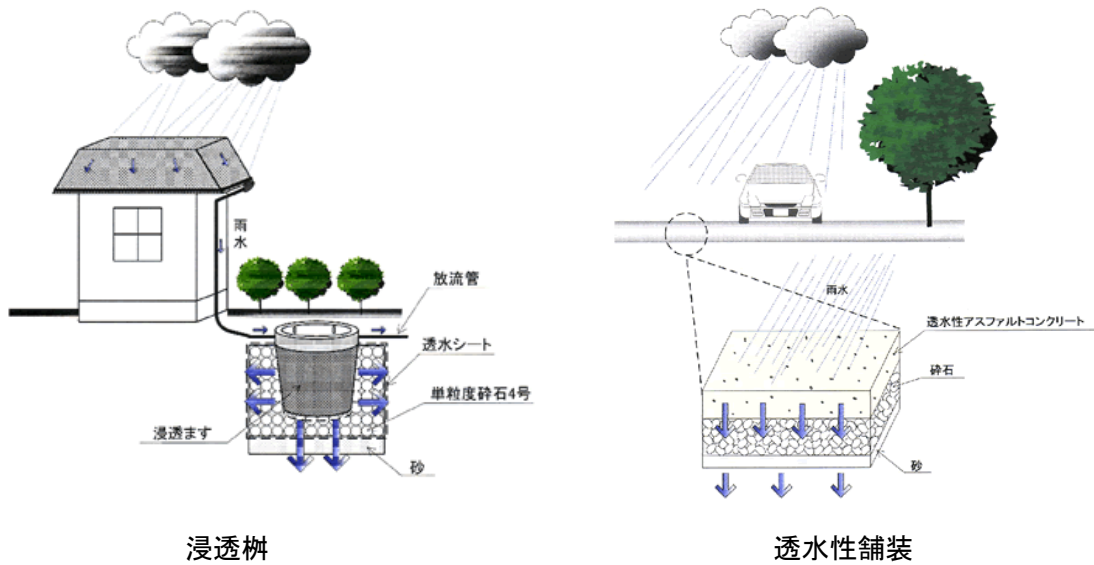 雨水
放流管
透水シート
単粒度砕石4号
浸透ます
砂
浸透桝
雨水
透水性アスファルトコンクリート
砕石
砂
透水性舗装